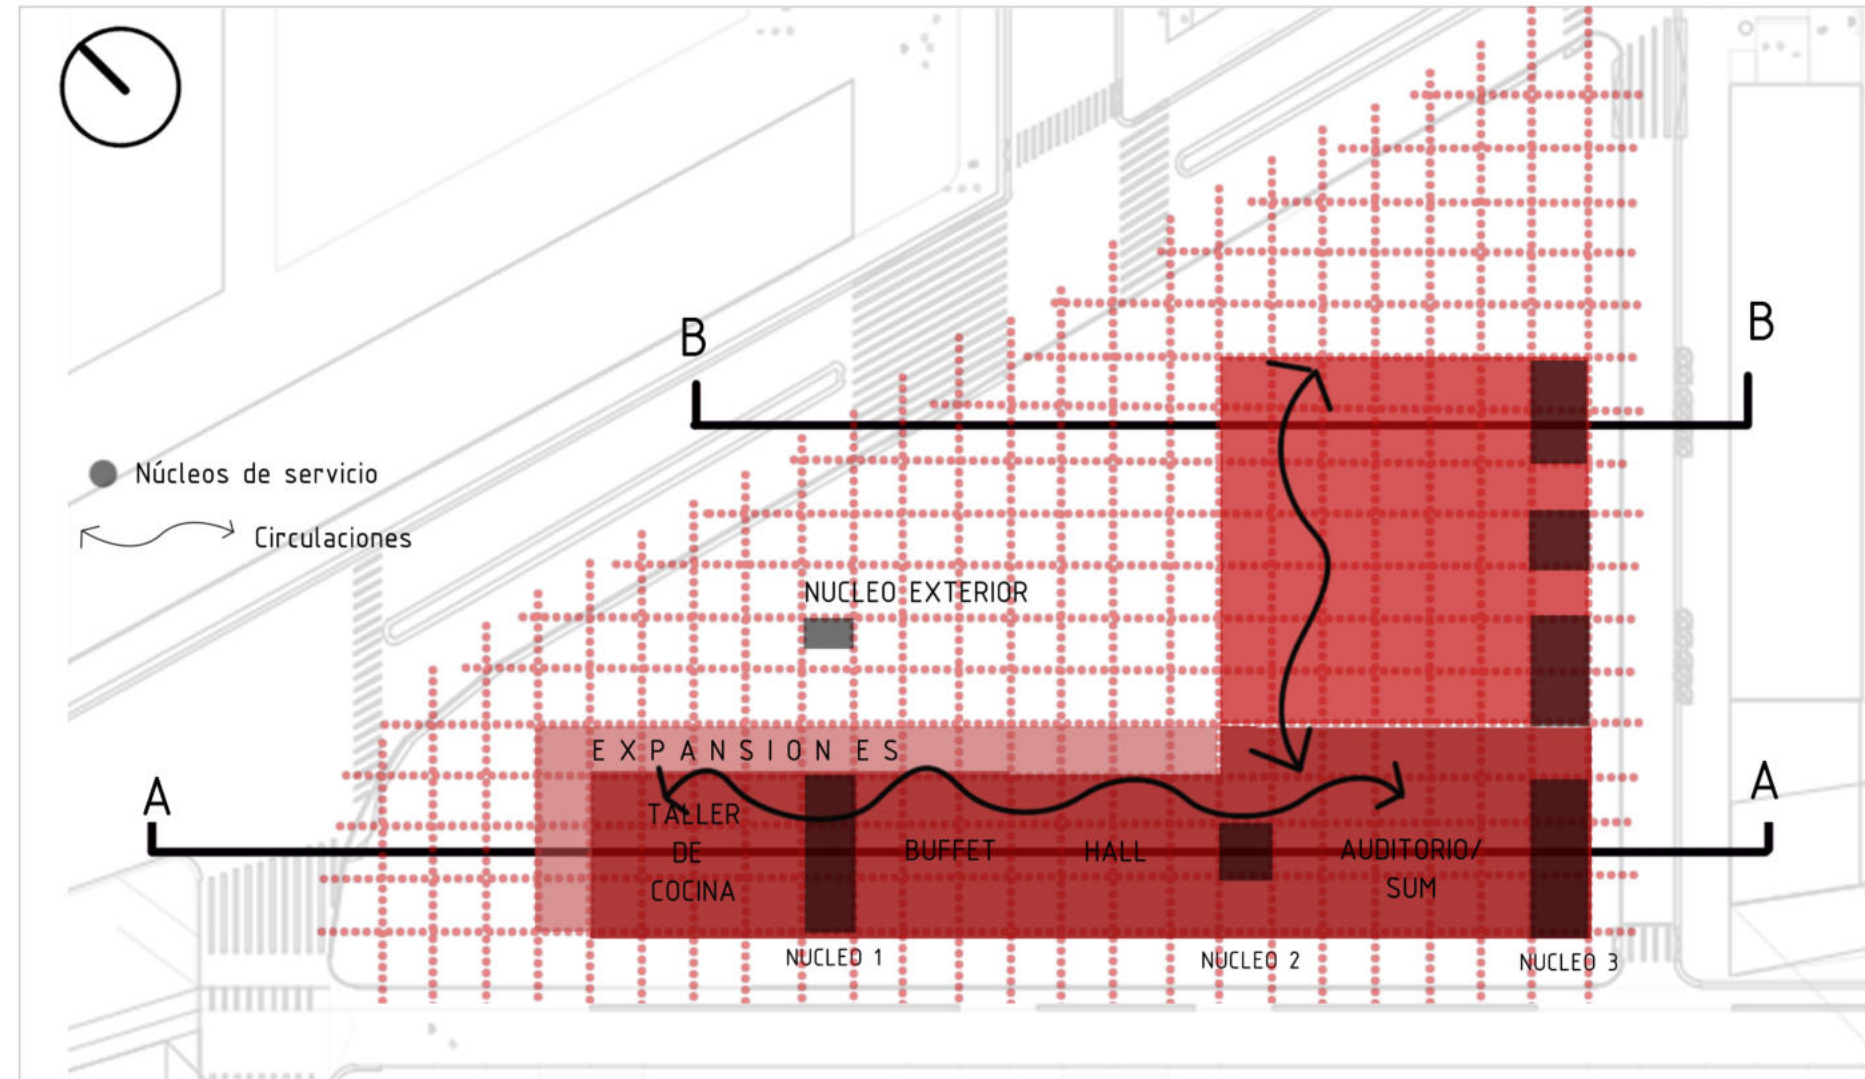 B
B
Núcleos de servicio
Circulaciones
NUCLEO EXTERIOR
EXPANSIONES
A
A
TALLER
DE
COCINA
BUFFET
HALL
AUDITORIO/
SUM
NUCLEO 1
NUCLEO 2
NUCLEO 3